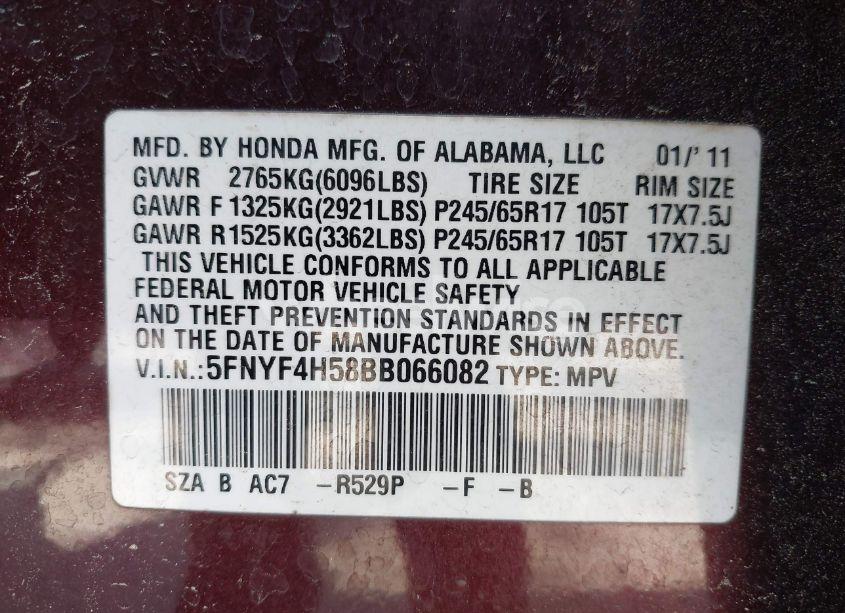 MFD. BY HONDA MFG. OF ALABAMA, LLC 01/'11
GVWR 2765KG(6096LBS) TIRE SIZE RIM SIZE
GAWR F 1325KG(2921LBS) P245/65R17 105T 17X7.5J
GAWR R1525KG(3362LBS) P245/65R17 105T 17X7.5J
THIS VEHICLE CONFORMS TO ALL APPLICABLE
FEDERAL MOTOR VEHICLE SAFETY
AND THEFT PREVENTION STANDARDS IN EFFECT
ON THE DATE OF MANUFACTURE SHOWN ABOVE.
V.I.N.:5FNYF4H58BB066082 TYPE: MPV
SZA B AC7 -R529P -F -B